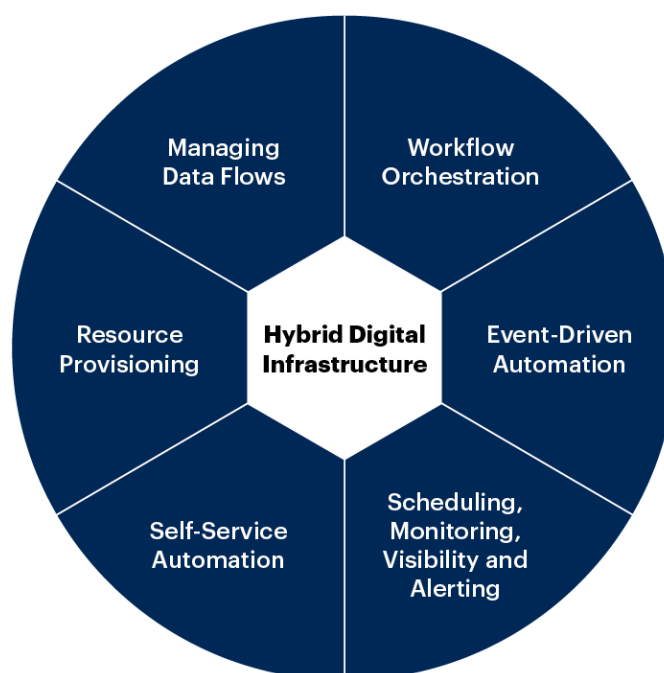 Managing
Data Flows
Workflow
Orchestration
Resource
Provisioning
Hybrid Digital
Infrastructure
Event-Driven
Automation
Self-Service
Automation
Scheduling,
Monitoring,
Visibility and
Alerting